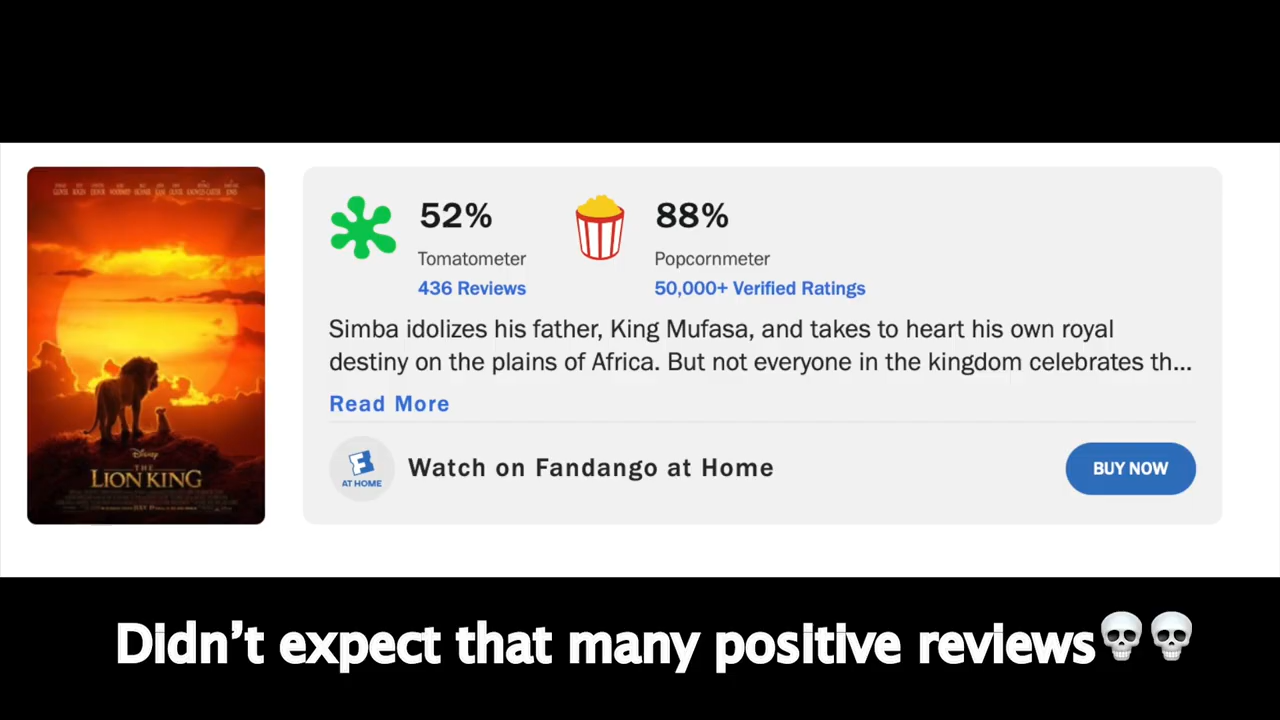 52%
Tomatometer
436 Reviews
88%
Popcornmeter
50,000+ Verified Ratings
Simba idolizes his father, King Mufasa, and takes to heart his own royal
destiny on the plains of Africa. But not everyone in the kingdom celebrates th...
Read More
AT HOME
Watch on Fandango at Home
BUY NOW
Disney
THE
LION KING
Didn’t expect that many positive reviews💀💀